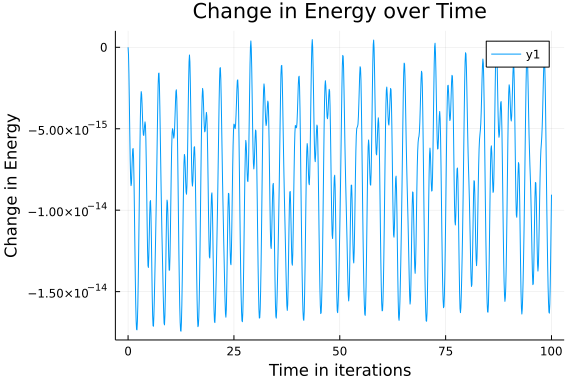 Change in Energy over Time
y1
Change in Energy
0
−5.00×10⁻¹⁵
−1.00×10⁻¹⁴
−1.50×10⁻¹⁴
0 25 50 75 100
Time in iterations